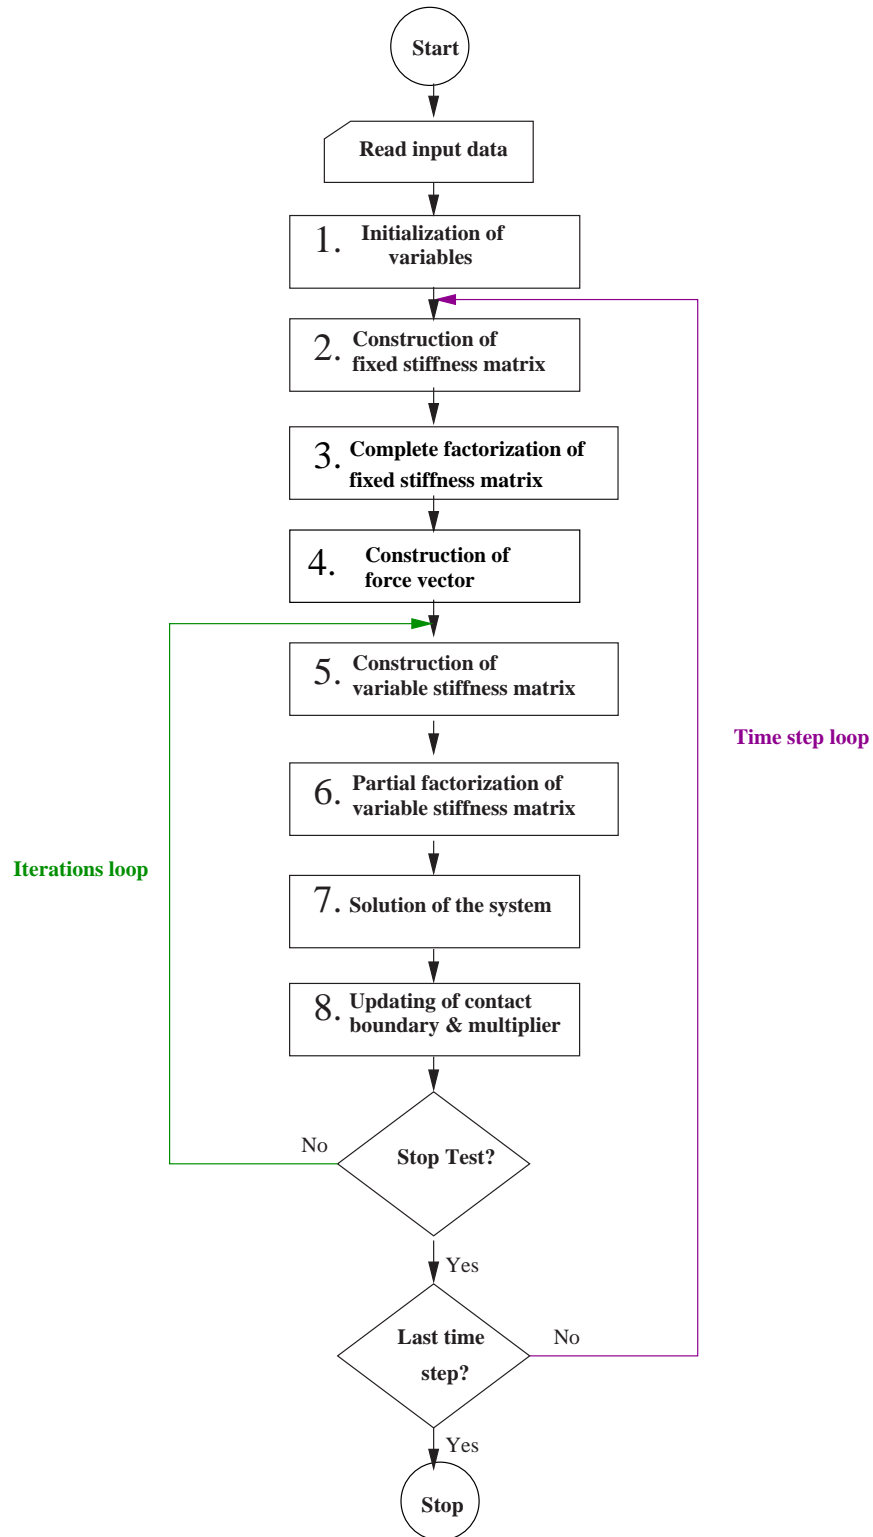 Start
Read input data
1. Initialization of
variables
2. Construction of
fixed stiffness matrix
3. Complete factorization of
fixed stiffness matrix
4. Construction of
force vector
5. Construction of
variable stiffness matrix
Time step loop
6. Partial factorization of
variable stiffness matrix
Iterations loop
7. Solution of the system
8. Updating of contact
boundary & multiplier
No
Stop Test?
Yes
Last time
step?
No
Yes
Stop